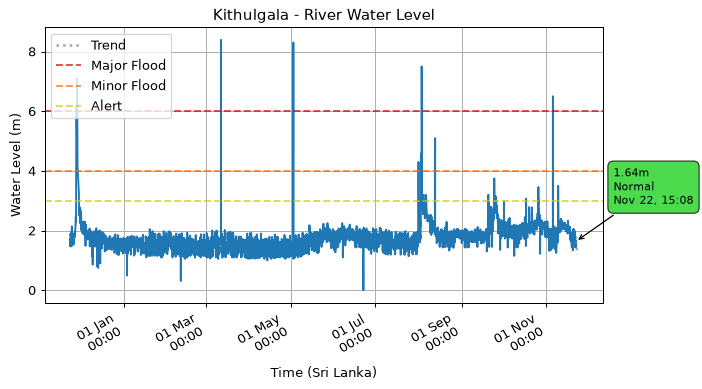 Kithulgala - River Water Level
Water Level (m)
8
6
4
2
0
Trend
Major Flood
Minor Flood
Alert
1.64m
Normal
Nov 22, 15:08
01 Jan
00:00
01 Mar
00:00
01 May
00:00
01 Jul
00:00
01 Sep
00:00
01 Nov
00:00
Time (Sri Lanka)